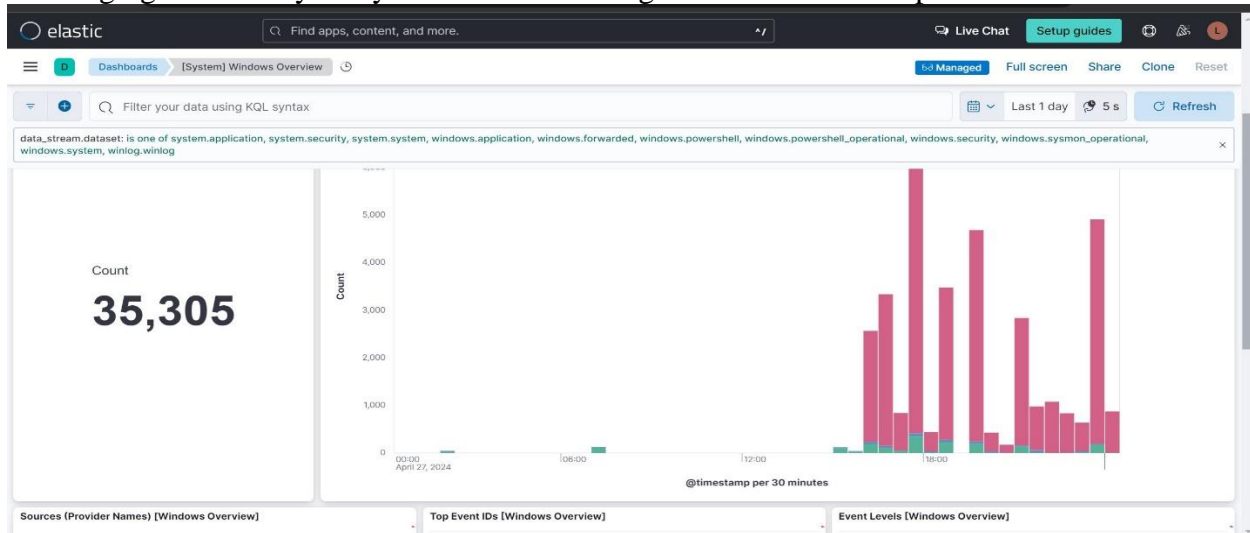 elastic
Find apps, content, and more.
^/
Live Chat
Setup guides
L
D
Dashboards
[System] Windows Overview
Managed
Full screen
Share
Clone
Reset
Filter your data using KQL syntax
Last 1 day
5 s
Refresh
data_stream.dataset: is one of system.application, system.security, system.system, windows.application, windows.forwarded, windows.powershell, windows.powershell_operational, windows.security, windows.sysmon_operational,
windows.system, winlog.winlog
Count
35,305
Count
5,000
4,000
3,000
2,000
1,000
0
00:00
April 27, 2024
06:00
12:00
18:00
@timestamp per 30 minutes
Sources (Provider Names) [Windows Overview]
Top Event IDs [Windows Overview]
Event Levels [Windows Overview]